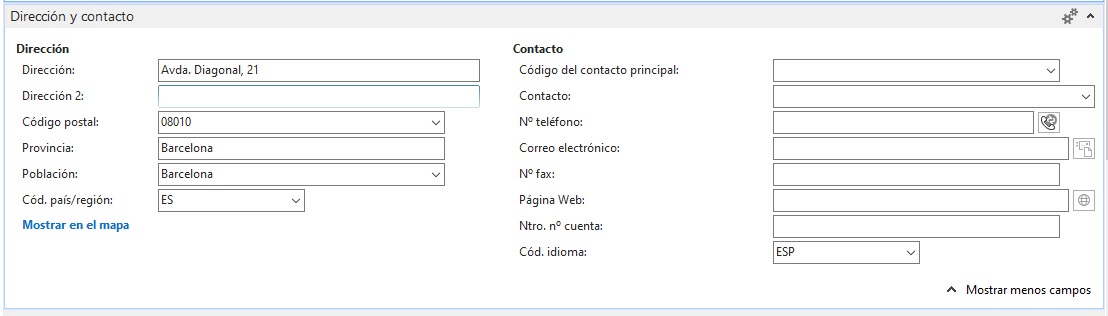 Dirección y contacto
Dirección
Dirección: Avda. Diagonal, 21
Dirección 2:
Código postal: 08010
Provincia: Barcelona
Población: Barcelona
Cód. país/región: ES
Mostrar en el mapa
Contacto
Código del contacto principal:
Contacto:
Nº teléfono:
Correo electrónico:
Nº fax:
Página Web:
Ntro. nº cuenta:
Cód. idioma: ESP
Mostrar menos campos